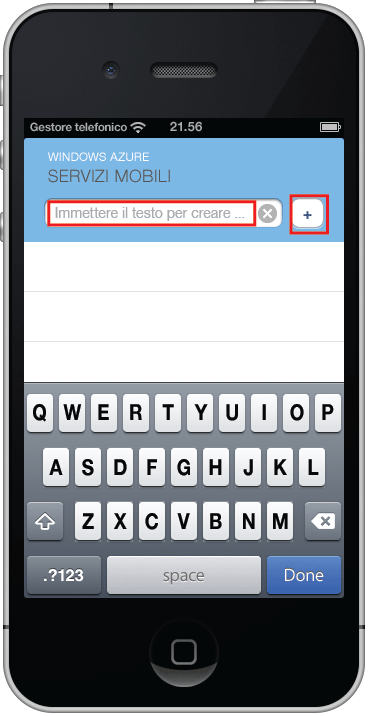 Gestore telefonico 21.56
WINDOWS AZURE
SERVIZI MOBILI
Immettere il testo per creare ...
+
Q W E R T Y U I O P
A S D F G H J K L
Z X C V B N M
.?123 space Done